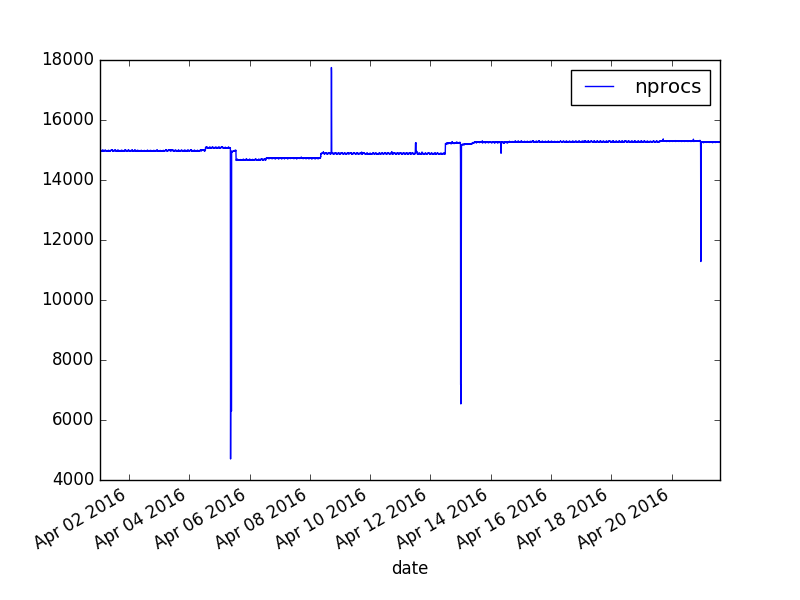 18000
16000
14000
12000
10000
8000
6000
4000
nprocs
Apr 02 2016
Apr 04 2016
Apr 06 2016
Apr 08 2016
Apr 10 2016
Apr 12 2016
Apr 14 2016
Apr 16 2016
Apr 18 2016
Apr 20 2016
date